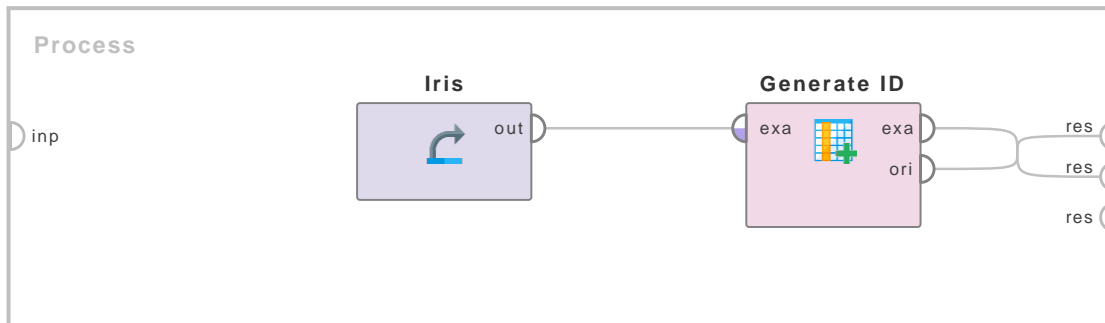 Process
Iris
Generate ID
inp
out
exa
exa
ori
res
res
res